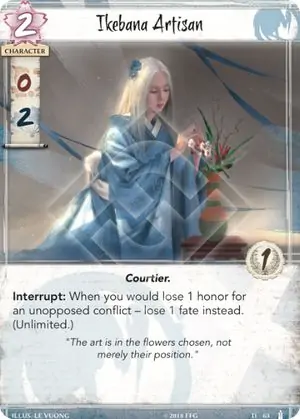 Ikebana Artisan
2
CHARACTER
0
2
1
Courtier.
Interrupt: When you would lose 1 honor for
an unopposed conflict – lose 1 fate instead.
(Unlimited.)
"The art is in the flowers chosen, not
merely their position."
ILLUS: LE VUONG
© 2018 FFG